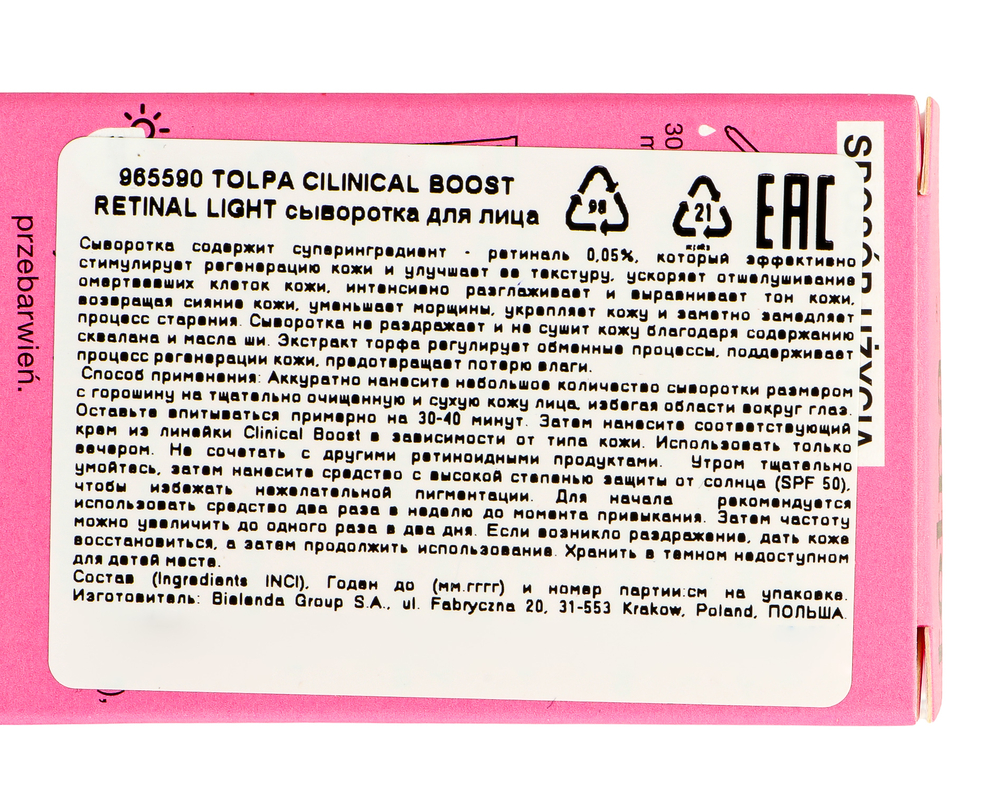 965590 TOLPA CILINICAL BOOST
RETINAL LIGHT сыворотка для лица
98
21
EAC
Сыворотка содержит суперингредиент - ретиналь 0,05%, который эффективно
стимулирует регенерацию кожи и улучшает ее текстуру, ускоряет отшелушивание
омертвевших клеток кожи, интенсивно разглаживает и выравнивает тон кожи,
возвращая сияние кожи, уменьшает морщины, укрепляет кожу и заметно замедляет
процесс старения. Сыворотка не раздражает и не сушит кожу благодаря содержанию
сквалана и масла ши. Экстракт торфа регулирует обменные процессы, поддерживает
процесс регенерации кожи, предотвращает потерю влаги.
Способ применения: Аккуратно нанесите небольшое количество сыворотки размером
с горошину на тщательно очищенную и сухую кожу лица, избегая области вокруг глаз.
Оставьте впитываться примерно на 30-40 минут. Затем нанесите соответствующий
крем из линейки Clinical Boost в зависимости от типа кожи. Использовать только
вечером. Не сочетать с другими ретиноидными продуктами. Утром тщательно
умойтесь, затем нанесите средство с высокой степенью защиты от солнца (SPF 50),
чтобы избежать нежелательной пигментации. Для начала рекомендуется
использовать средство два раза в неделю до момента привыкания. Затем частоту
можно увеличить до одного раза в два дня. Если возникло раздражение, дать коже
восстановиться, а затем продолжить использование. Хранить в темном недоступном
для детей месте.
Состав (Ingredients INCI), Годен до (мм.гггг) и номер партии:см на упаковке.
Изготовитель: Bielenda Group S.A., ul. Fabryczna 20, 31-553 Krakow, Poland, ПОЛЬША.
przebarwień.
30